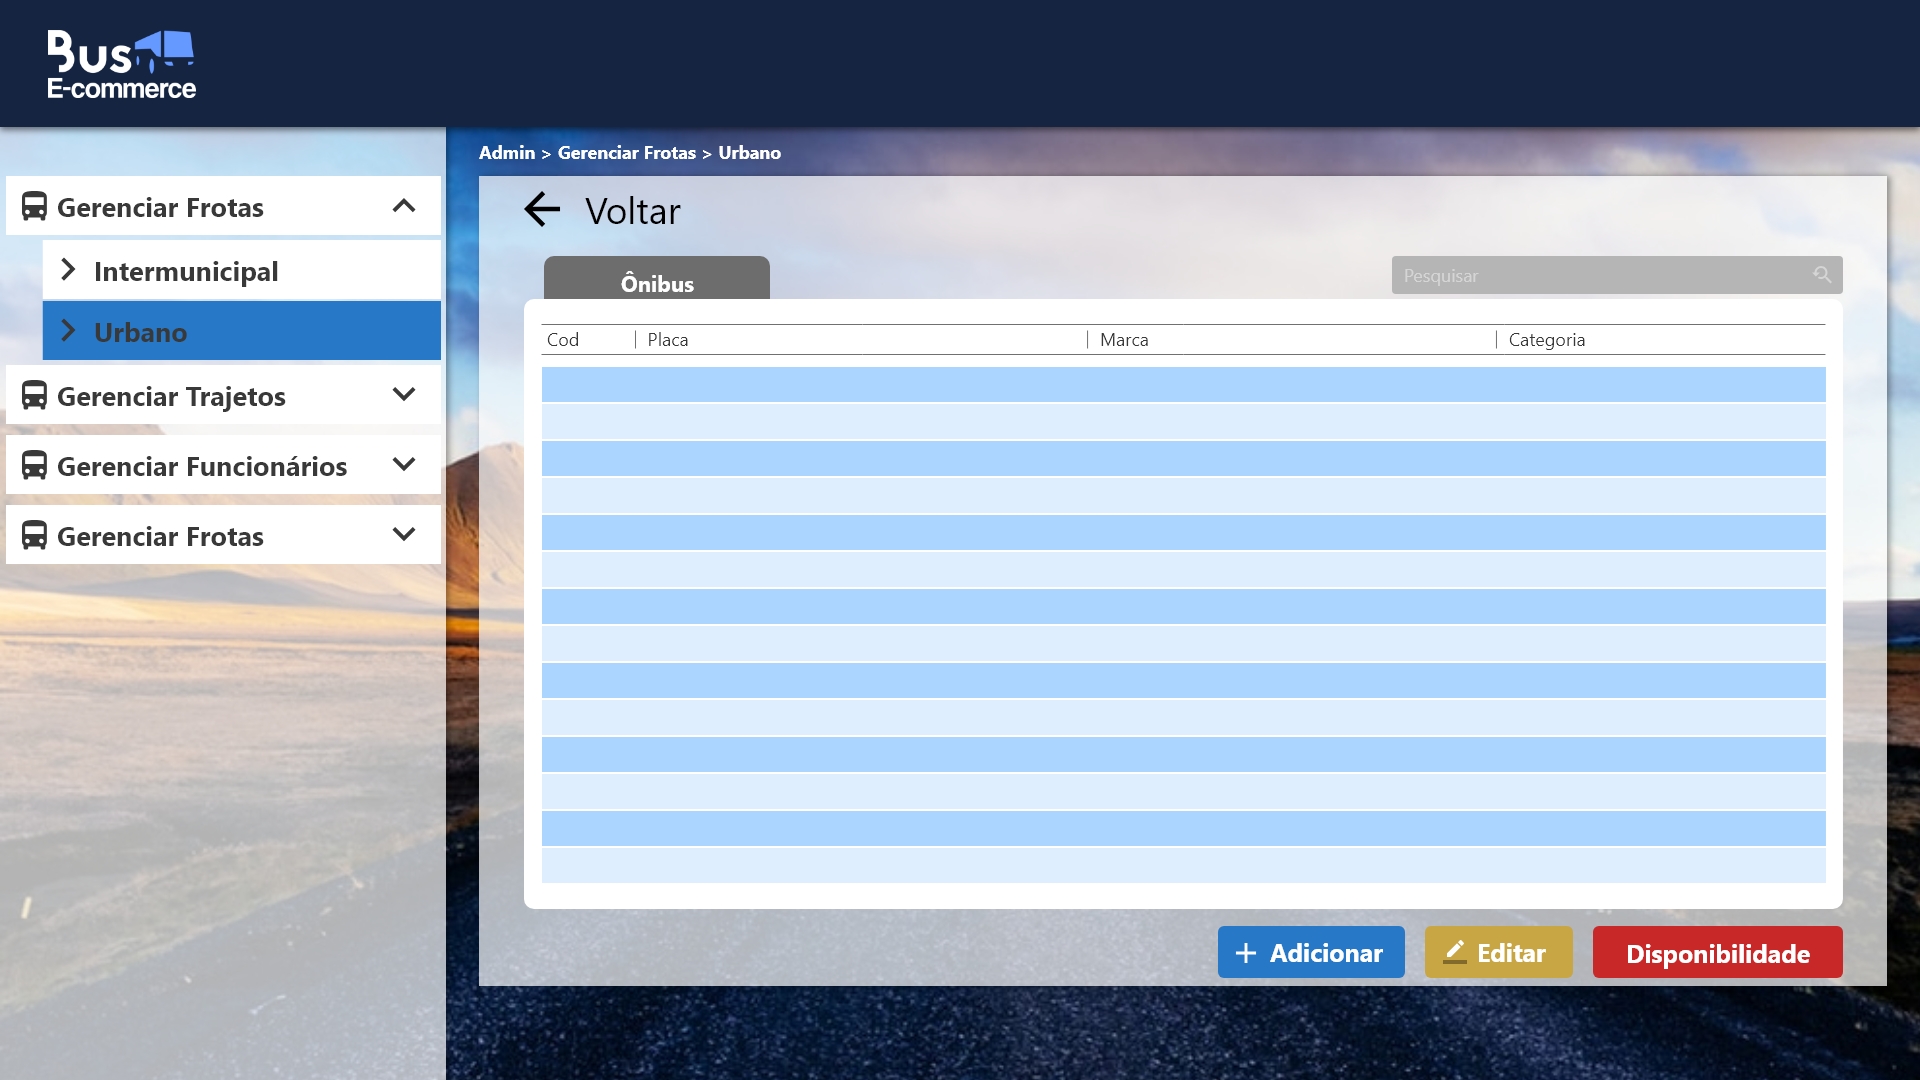 Bus
E-commerce
Admin > Gerenciar Frotas > Urbano
Gerenciar Frotas
Intermunicipal
Urbano
Gerenciar Trajetos
Gerenciar Funcionários
Gerenciar Frotas
Voltar
Ônibus
Pesquisar
Cod | Placa | Marca | Categoria
+ Adicionar
Editar
Disponibilidade